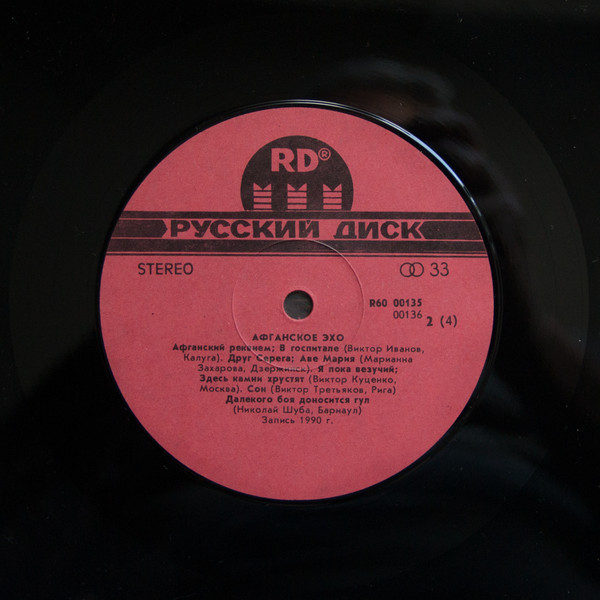 RD®
РУССКИЙ ДИСК
STEREO
33
R60 00135
00136 2 (4)
АФГАНСКОЕ ЭХО
Афганский реквием; В госпитале (Виктор Иванов,
Калуга). Друг Серега; Аве Мария (Марианна
Захарова, Дзержинск). Я пока везучий;
Здесь камни хрустят (Виктор Куценко,
Москва). Сон (Виктор Третьяков, Рига)
Далекого боя доносится гул
(Николай Шуба, Барнаул)
Запись 1990 г.